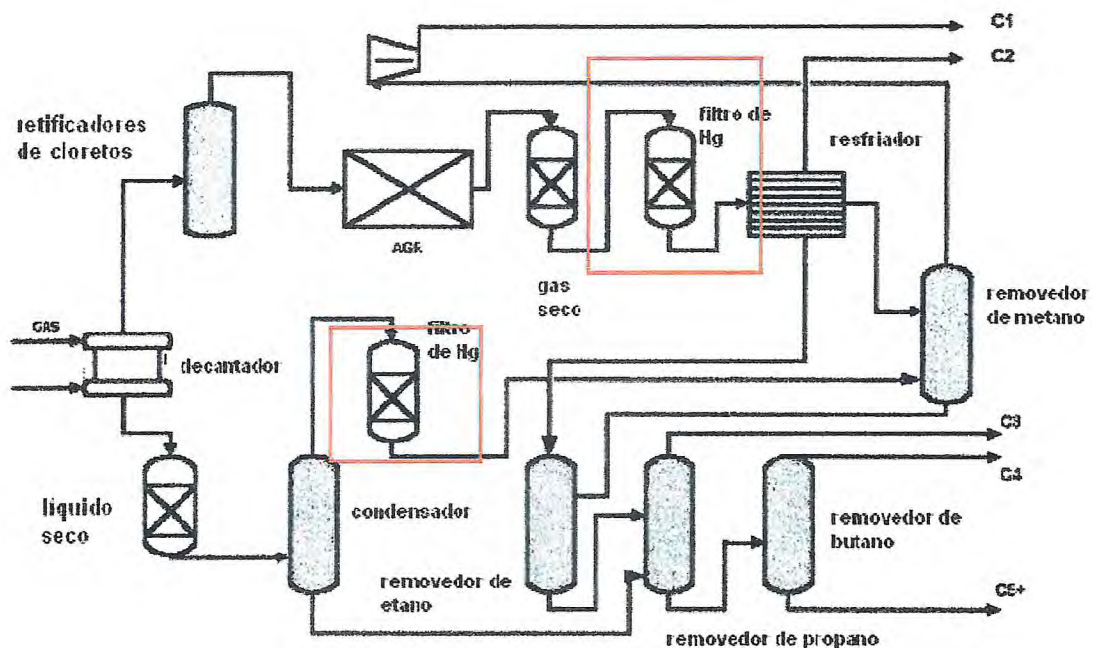 C1
C2
retificadores
de cloretos
filtro de
Hg
resfriador
AGR
gas
seco
removedor
de metano
GAS
decantador
filtro
de Hg
C3
C4
liquido
seco
condensador
removedor de
butano
removedor de
etano
C5+
removedor de propano